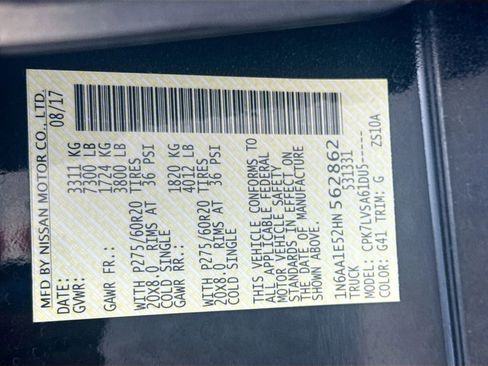 MFD BY NISSAN MOTOR CO., LTD.
DATE: 08/17
GVWR: 3311 KG
7300 LB
GAWR FR.: 1724 KG
3800 LB
WITH P275/60R20 TIRES
20X8.0 RIMS AT 36 PSI
COLD SINGLE
GAWR RR.: 1820 KG
4012 LB
WITH P275/60R20 TIRES
20X8.0 RIMS AT 36 PSI
COLD SINGLE
THIS VEHICLE CONFORMS TO
ALL APPLICABLE FEDERAL
MOTOR VEHICLE SAFETY
STANDARDS IN EFFECT ON
THE DATE OF MANUFACTURE
SHOWN ABOVE.
1N6AA1E52HN562862
TRUCK 531331
MODEL: CPK7LVSA61DU5-----
COLOR: G41 TRIM: G ZS10A